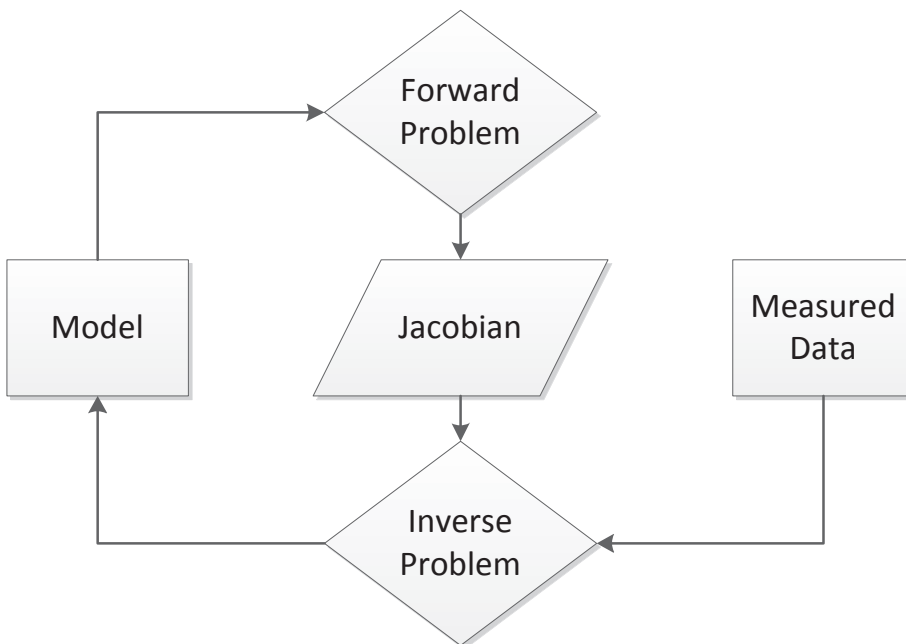 Forward
Problem
Model
Jacobian
Measured
Data
Inverse
Problem